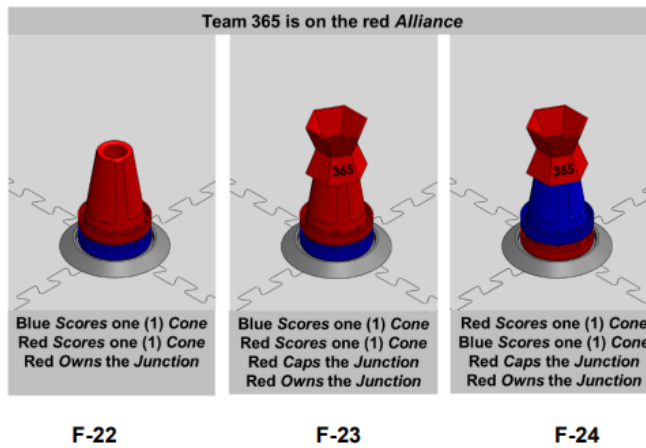 Team 365 is on the red Alliance
365
365
Blue Scores one (1) Cone
Red Scores one (1) Cone
Red Owns the Junction
Blue Scores one (1) Cone
Red Scores one (1) Cone
Red Caps the Junction
Red Owns the Junction
Red Scores one (1) Cone
Blue Scores one (1) Cone
Red Caps the Junction
Red Owns the Junction
F-22
F-23
F-24